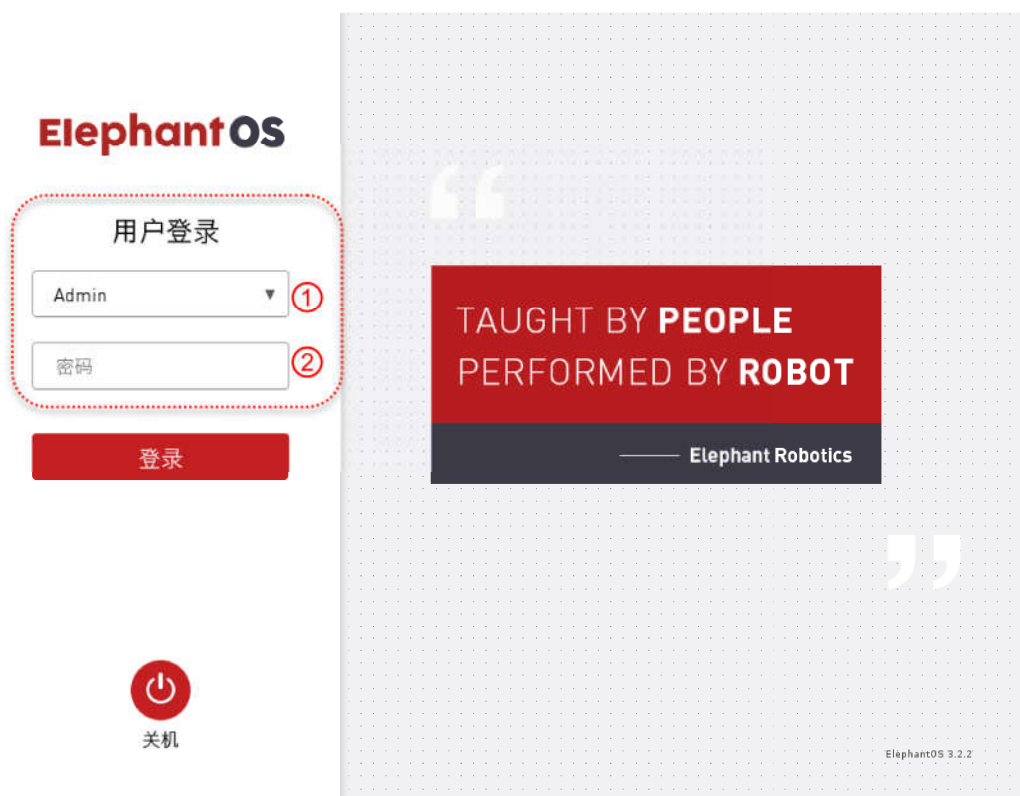 ElephantOS
用户登录
Admin ▼ ①
密码 ②
登录
关机
“
TAUGHT BY PEOPLE
PERFORMED BY ROBOT
—— Elephant Robotics
”
ElephantOS 3.2.2